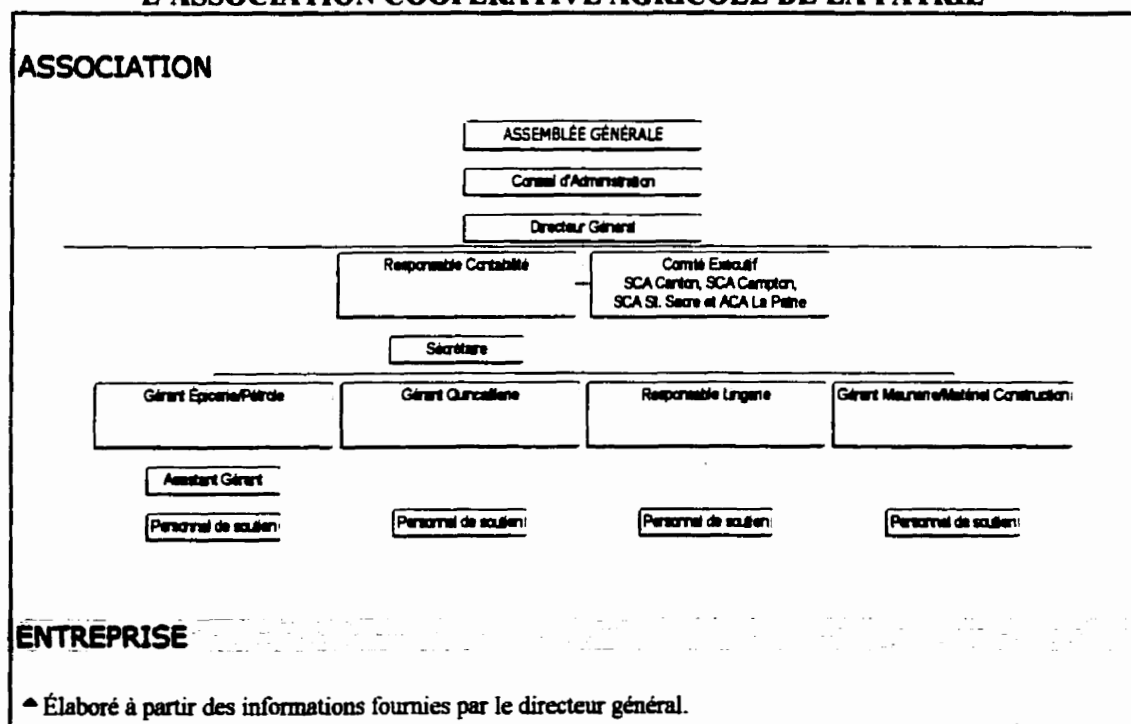 L'ASSOCIATION COOPÉRATIVE AGRICOLE DE LA PATRIE
ASSOCIATION
ASSEMBLÉE GÉNÉRALE
Conseil d'Administration
Directeur Géneral
Responsable Contabilité
Comité Exécutif
SCA Canton, SCA Campton,
SCA St. Sacre et ACA La Patrie
Sécrétaire
Gérant Épicerie/Pétrole
Gérant Quincaillerie
Responsable Lingerie
Gérant Meunerie/Matériel Construction
Assistant Gérant
Personnel de soutien
Personnel de soutien
Personnel de soutien
Personnel de soutien
ENTREPRISE
Élaboré à partir des informations fournies par le directeur général.